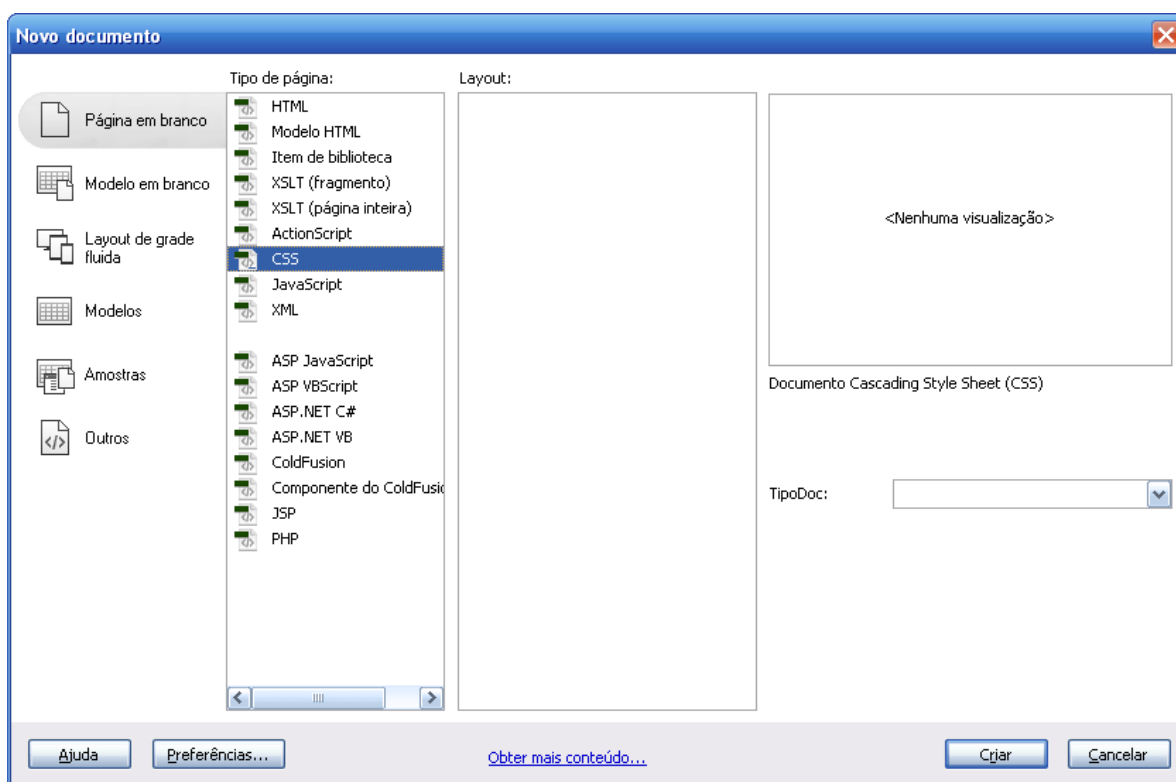 Novo documento
Tipo de página:
Layout:
Página em branco
Modelo em branco
Layout de grade
fluida
Modelos
Amostras
Outros
HTML
Modelo HTML
Item de biblioteca
XSLT (fragmento)
XSLT (página inteira)
ActionScript
CSS
JavaScript
XML
ASP JavaScript
ASP VBScript
ASP.NET C#
ASP.NET VB
ColdFusion
Componente do ColdFusio
JSP
PHP
<Nenhuma visualização>
Documento Cascading Style Sheet (CSS)
TipoDoc:
Ajuda
Preferências...
Obter mais conteúdo...
Criar
Cancelar